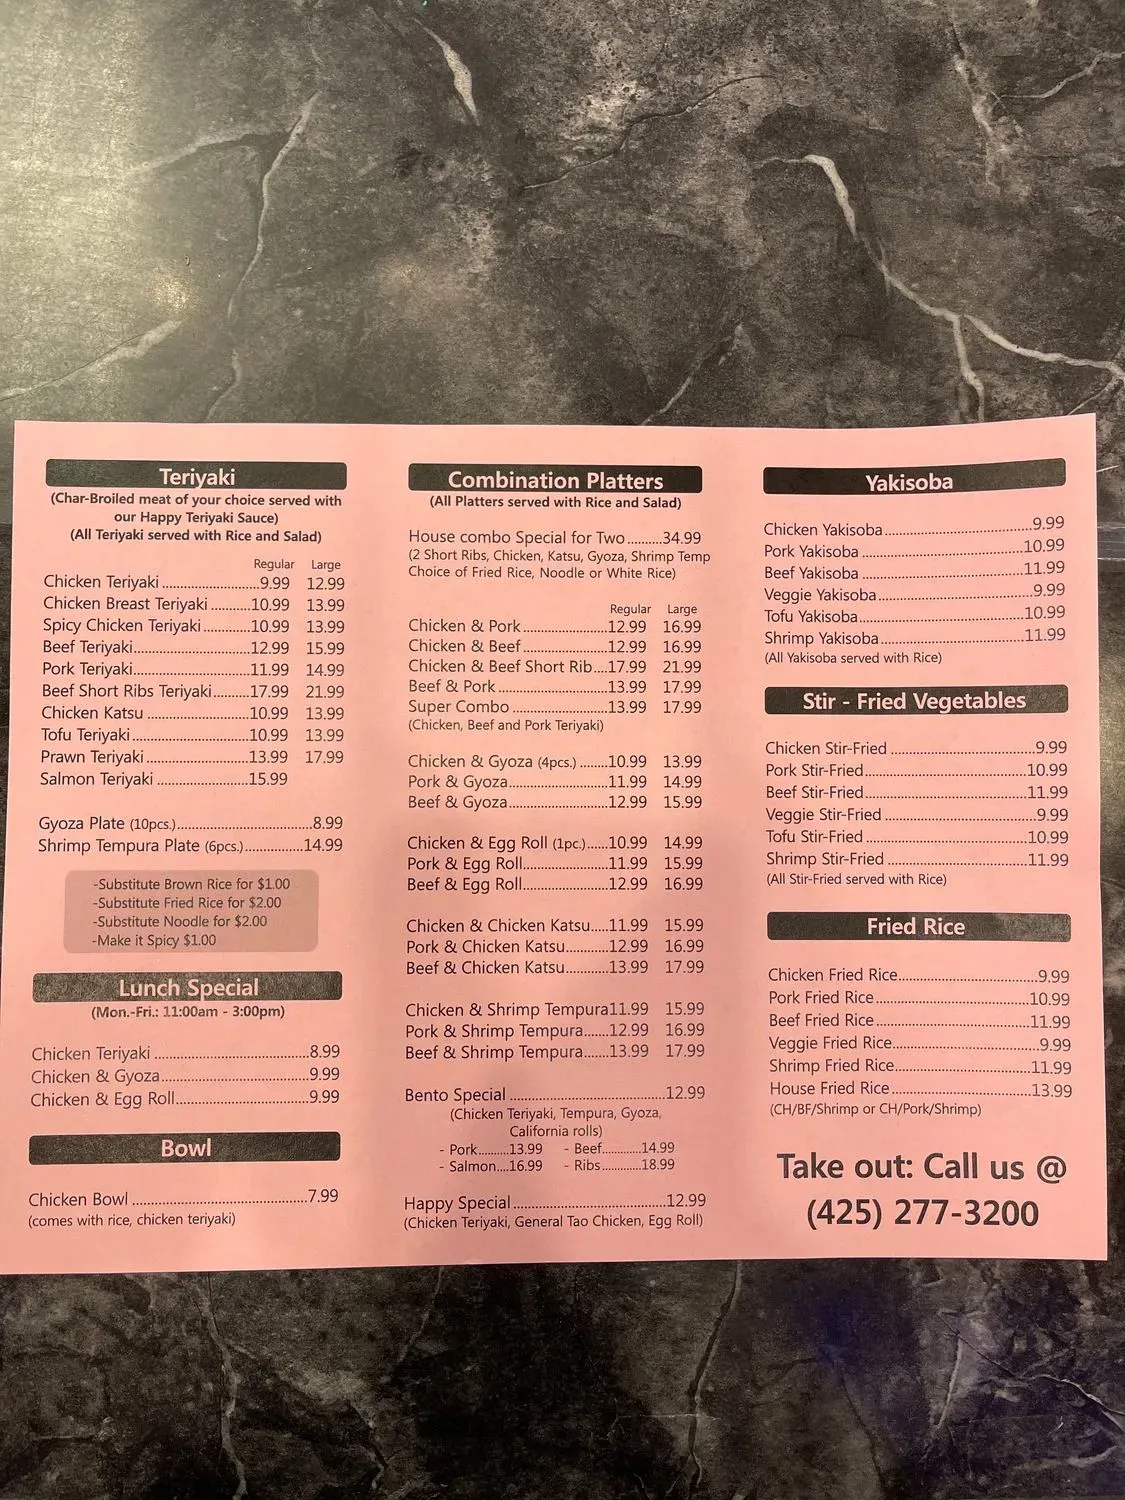 Teriyaki
(Char-Broiled meat of your choice served with
our Happy Teriyaki Sauce)
(All Teriyaki served with Rice and Salad)
Regular Large
Chicken Teriyaki ..............................9.99 12.99
Chicken Breast Teriyaki ..........10.99 13.99
Spicy Chicken Teriyaki............10.99 13.99
Beef Teriyaki..............................12.99 15.99
Pork Teriyaki..............................11.99 14.99
Beef Short Ribs Teriyaki.........17.99 21.99
Chicken Katsu ..........................10.99 13.99
Tofu Teriyaki..............................10.99 13.99
Prawn Teriyaki...........................13.99 17.99
Salmon Teriyaki .......................15.99
Gyoza Plate (10pcs.)..................................8.99
Shrimp Tempura Plate (6pcs.)...............14.99
-Substitute Brown Rice for $1.00
-Substitute Fried Rice for $2.00
-Substitute Noodle for $2.00
-Make it Spicy $1.00
Lunch Special
(Mon.-Fri.: 11:00am - 3:00pm)
Chicken Teriyaki .......................................8.99
Chicken & Gyoza.....................................9.99
Chicken & Egg Roll..................................9.99
Bowl
Chicken Bowl ............................................7.99
(comes with rice, chicken teriyaki)
Combination Platters
(All Platters served with Rice and Salad)
House combo Special for Two.........34.99
(2 Short Ribs, Chicken, Katsu, Gyoza, Shrimp Temp
Choice of Fried Rice, Noodle or White Rice)
Regular Large
Chicken & Pork.....................12.99 16.99
Chicken & Beef.....................12.99 16.99
Chicken & Beef Short Rib....17.99 21.99
Beef & Pork...........................13.99 17.99
Super Combo.......................13.99 17.99
(Chicken, Beef and Pork Teriyaki)
Chicken & Gyoza (4pcs.).......10.99 13.99
Pork & Gyoza........................11.99 14.99
Beef & Gyoza........................12.99 15.99
Chicken & Egg Roll (1pc.).....10.99 14.99
Pork & Egg Roll.....................11.99 15.99
Beef & Egg Roll.....................12.99 16.99
Chicken & Chicken Katsu....11.99 15.99
Pork & Chicken Katsu..........12.99 16.99
Beef & Chicken Katsu..........13.99 17.99
Chicken & Shrimp Tempura11.99 15.99
Pork & Shrimp Tempura......12.99 16.99
Beef & Shrimp Tempura......13.99 17.99
Bento Special ......................................12.99
(Chicken Teriyaki, Tempura, Gyoza,
California rolls)
- Pork.........13.99 - Beef...........14.99
- Salmon....16.99 - Ribs...........18.99
Happy Special.....................................12.99
(Chicken Teriyaki, General Tao Chicken, Egg Roll)
Yakisoba
Chicken Yakisoba.....................................9.99
Pork Yakisoba ........................................10.99
Beef Yakisoba ........................................11.99
Veggie Yakisoba......................................9.99
Tofu Yakisoba.........................................10.99
Shrimp Yakisoba....................................11.99
(All Yakisoba served with Rice)
Stir - Fried Vegetables
Chicken Stir-Fried ...................................9.99
Pork Stir-Fried........................................10.99
Beef Stir-Fried........................................11.99
Veggie Stir-Fried .....................................9.99
Tofu Stir-Fried ........................................10.99
Shrimp Stir-Fried ...................................11.99
(All Stir-Fried served with Rice)
Fried Rice
Chicken Fried Rice...................................9.99
Pork Fried Rice......................................10.99
Beef Fried Rice......................................11.99
Veggie Fried Rice.....................................9.99
Shrimp Fried Rice..................................11.99
House Fried Rice...................................13.99
(CH/BF/Shrimp or CH/Pork/Shrimp)
Take out: Call us @
(425) 277-3200